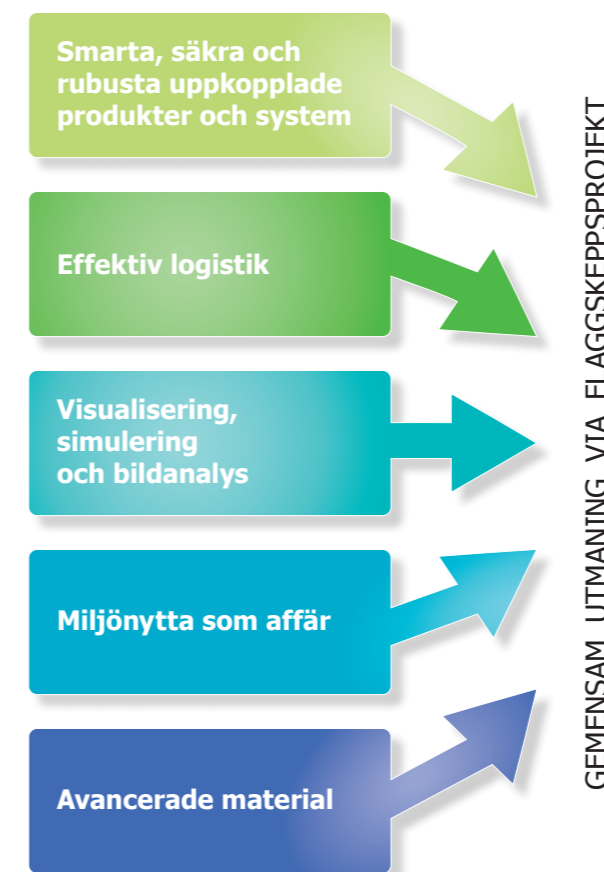 Smarta, säkra och
rubusta uppkopplade
produkter och system
Effektiv logistik
Visualisering,
simulering
och bildanalys
Miljönytta som affär
Avancerade material
GEMENSAM UTMANING VIA FLAGGSKEPPSPROJEKT